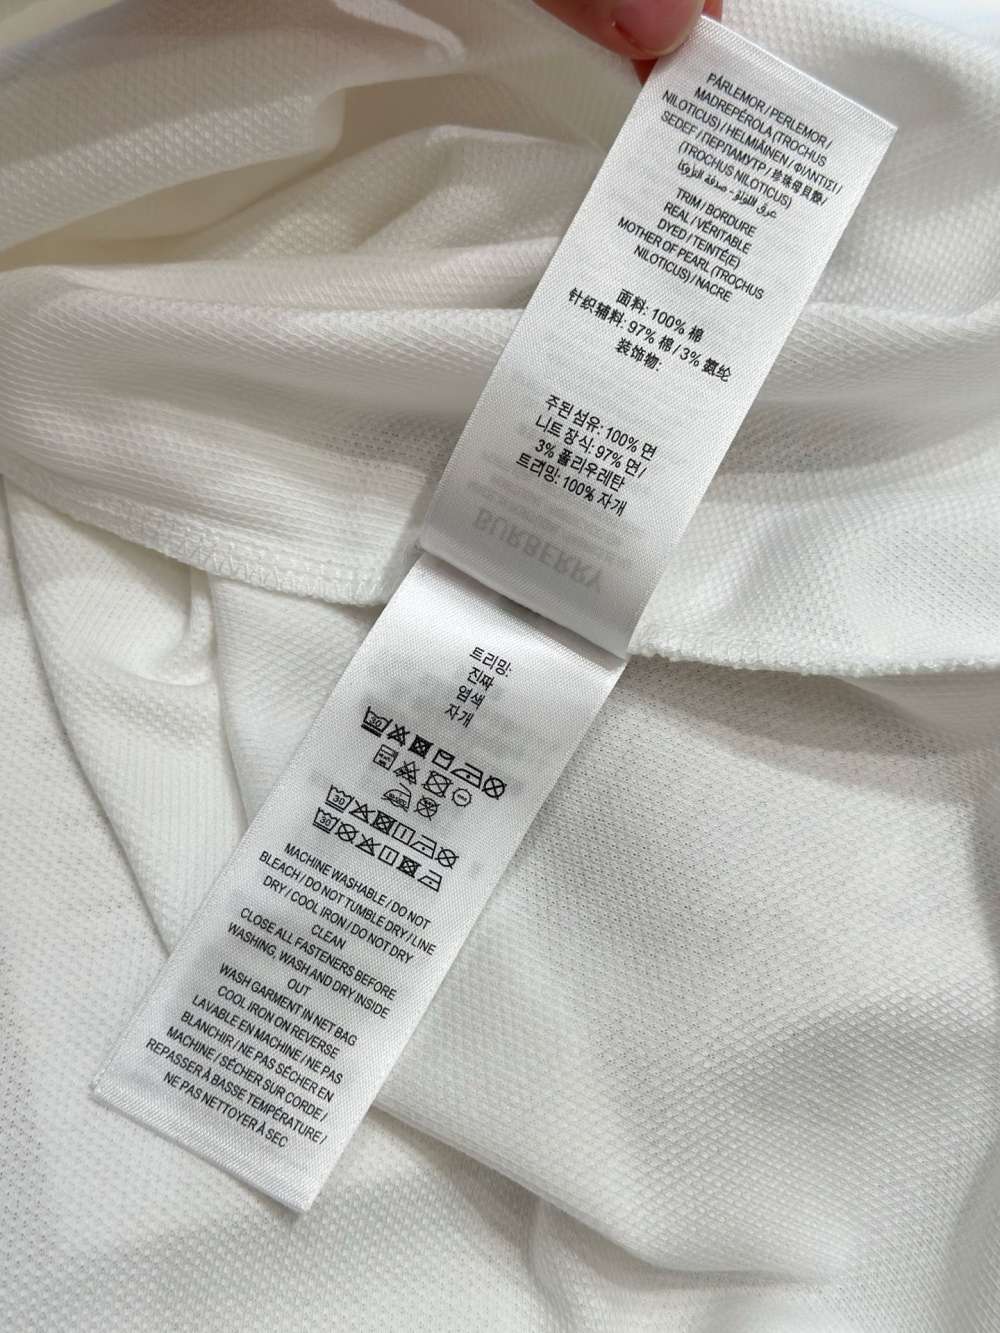 PÄRLEMOR / PERLEMOR /
MADREPÉROLA (TROCHUS
NILOTICUS) / HELMIÄINEN / ΦΙΛΝΤΙΣΙ /
SEDEF / ПЕРЛАМУТР / 珍珠母貝飾 /
(TROCHUS NILOTICUS)
عرق اللؤلؤ - صدفة التروكا
TRIM / BORDURE
REAL / VÉRITABLE
DYED / TEINTÉ(E)
MOTHER OF PEARL (TROCHUS
NILOTICUS) / NACRE
面料: 100% 棉
针织辅料: 97% 棉 / 3% 氨纶
装饰物:
주된 섬유: 100% 면
니트 장식: 97% 면 /
3% 폴리우레탄
트리밍: 100% 자개
BURBERRY
트리밍:
진짜
염색
자개
30
30
30
MACHINE WASHABLE / DO NOT
BLEACH / DO NOT TUMBLE DRY / LINE
DRY / COOL IRON / DO NOT DRY
CLEAN
CLOSE ALL FASTENERS BEFORE
WASHING, WASH AND DRY INSIDE
OUT
WASH GARMENT IN NET BAG
COOL IRON ON REVERSE
LAVABLE EN MACHINE / NE PAS
BLANCHIR / NE PAS SÉCHER EN
MACHINE / SÉCHER SUR CORDE /
REPASSER À BASSE TEMPÉRATURE /
NE PAS NETTOYER À SEC